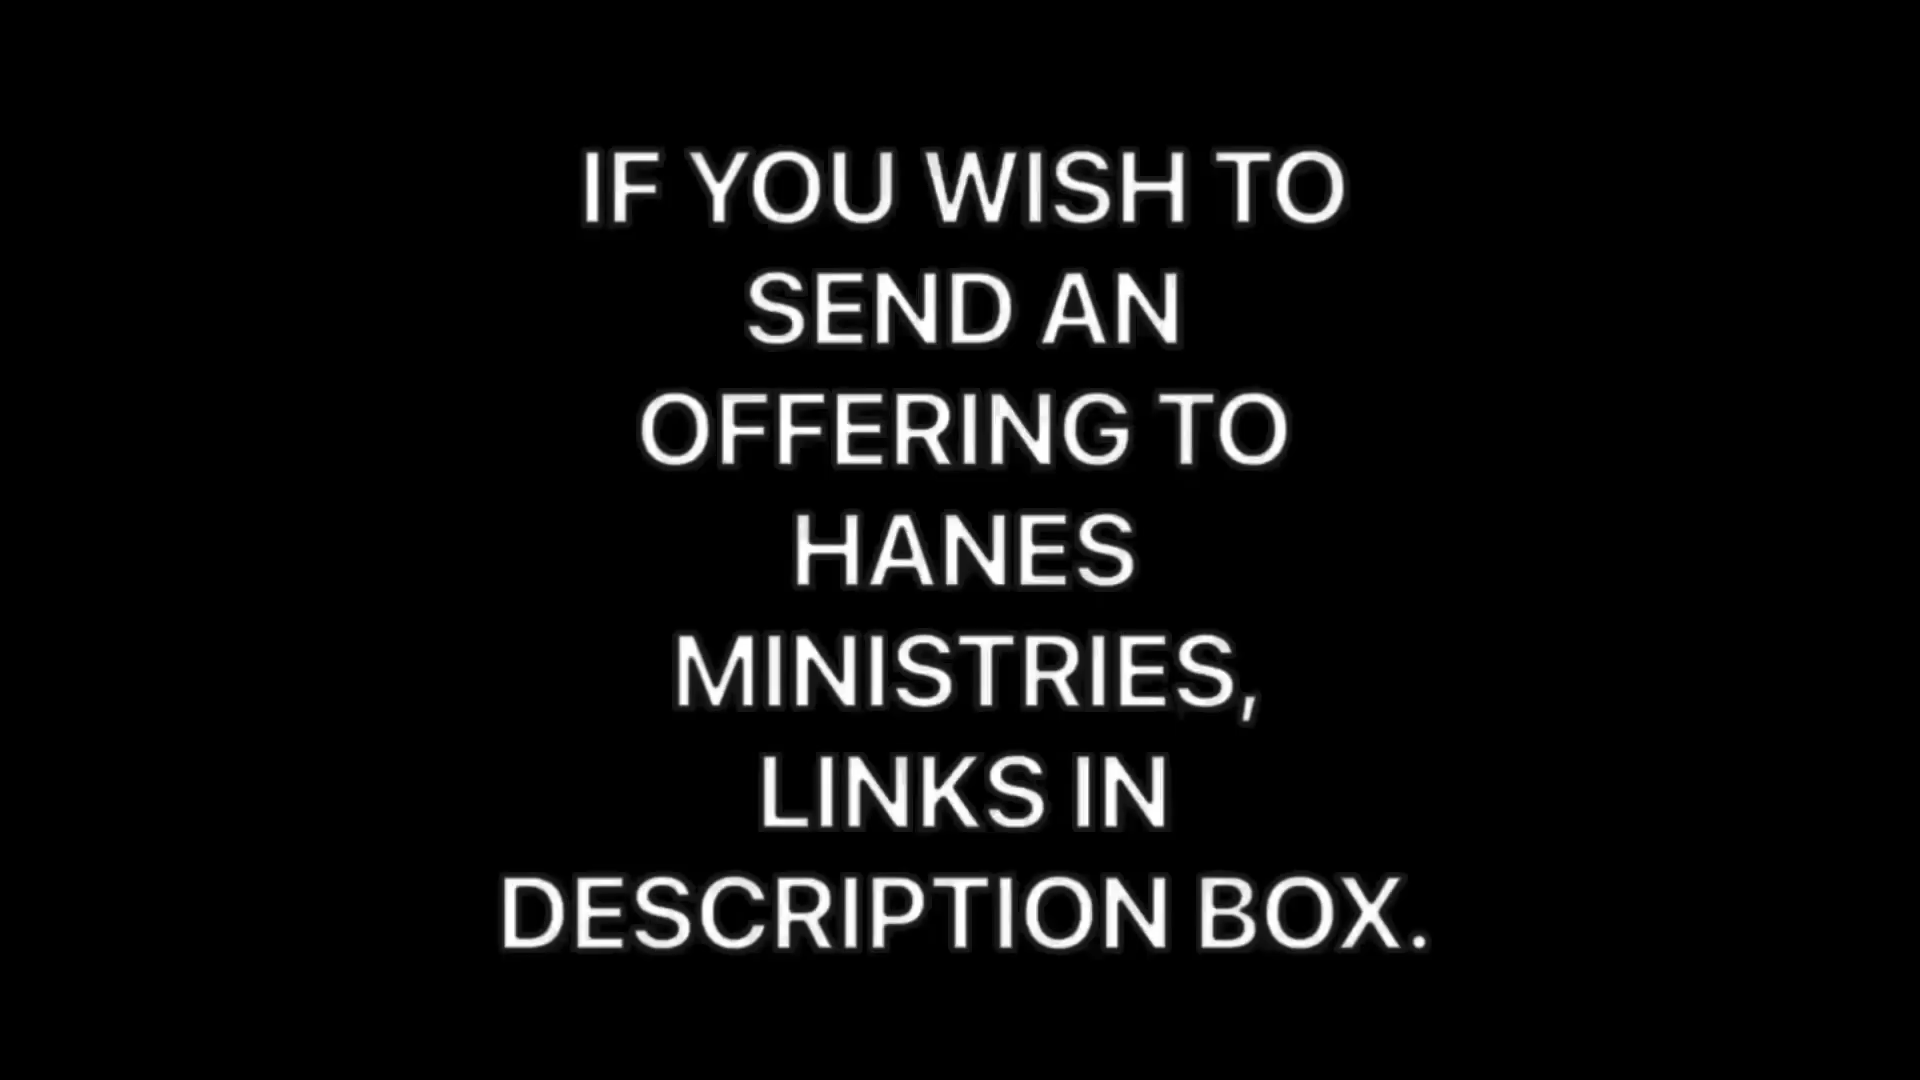 IF YOU WISH TO
SEND AN
OFFERING TO
HANES
MINISTRIES,
LINKS IN
DESCRIPTION BOX.